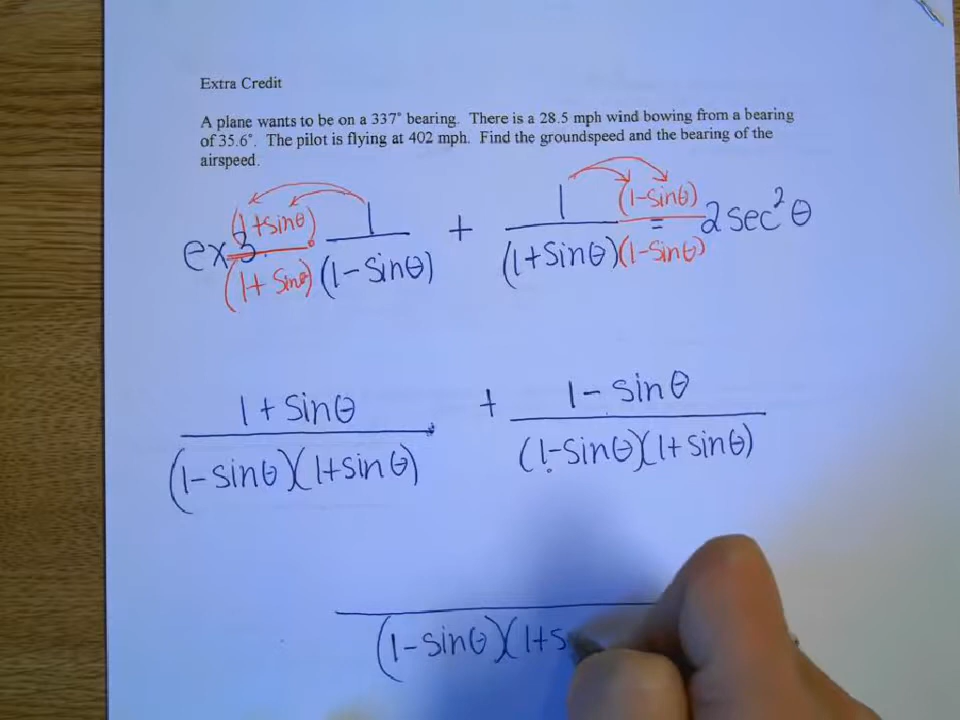 Extra Credit
A plane wants to be on a 337° bearing. There is a 28.5 mph wind bowing from a bearing
of 35.6°. The pilot is flying at 402 mph. Find the groundspeed and the bearing of the
airspeed.
ex3. (1+sinθ)/(1+sinθ) · 1/(1-sinθ) + 1/(1+sinθ) (1-sinθ)/(1-sinθ) = 2sec²θ
1+sinθ + 1-sinθ
(1-sinθ)(1+sinθ) (1-sinθ)(1+sinθ)
(1-sinθ)(1+s